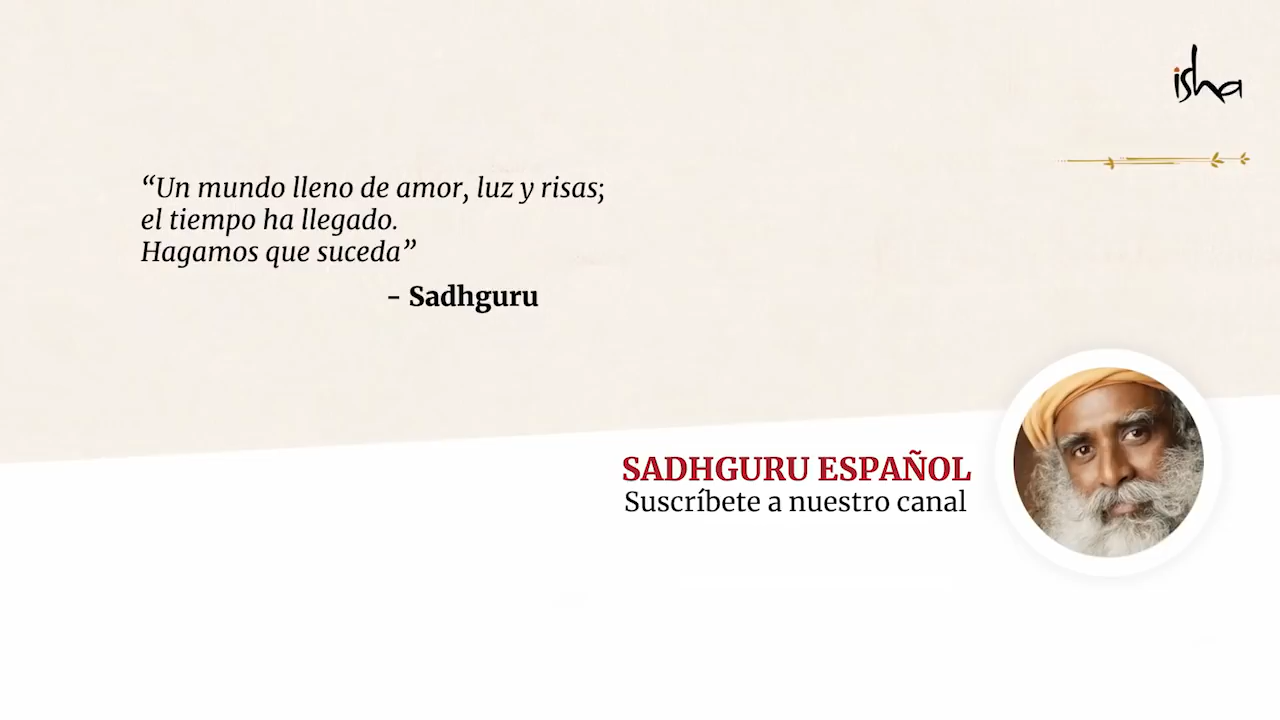 isha
“Un mundo lleno de amor, luz y risas;
el tiempo ha llegado.
Hagamos que suceda”
- Sadhguru
SADHGURU ESPAÑOL
Suscríbete a nuestro canal